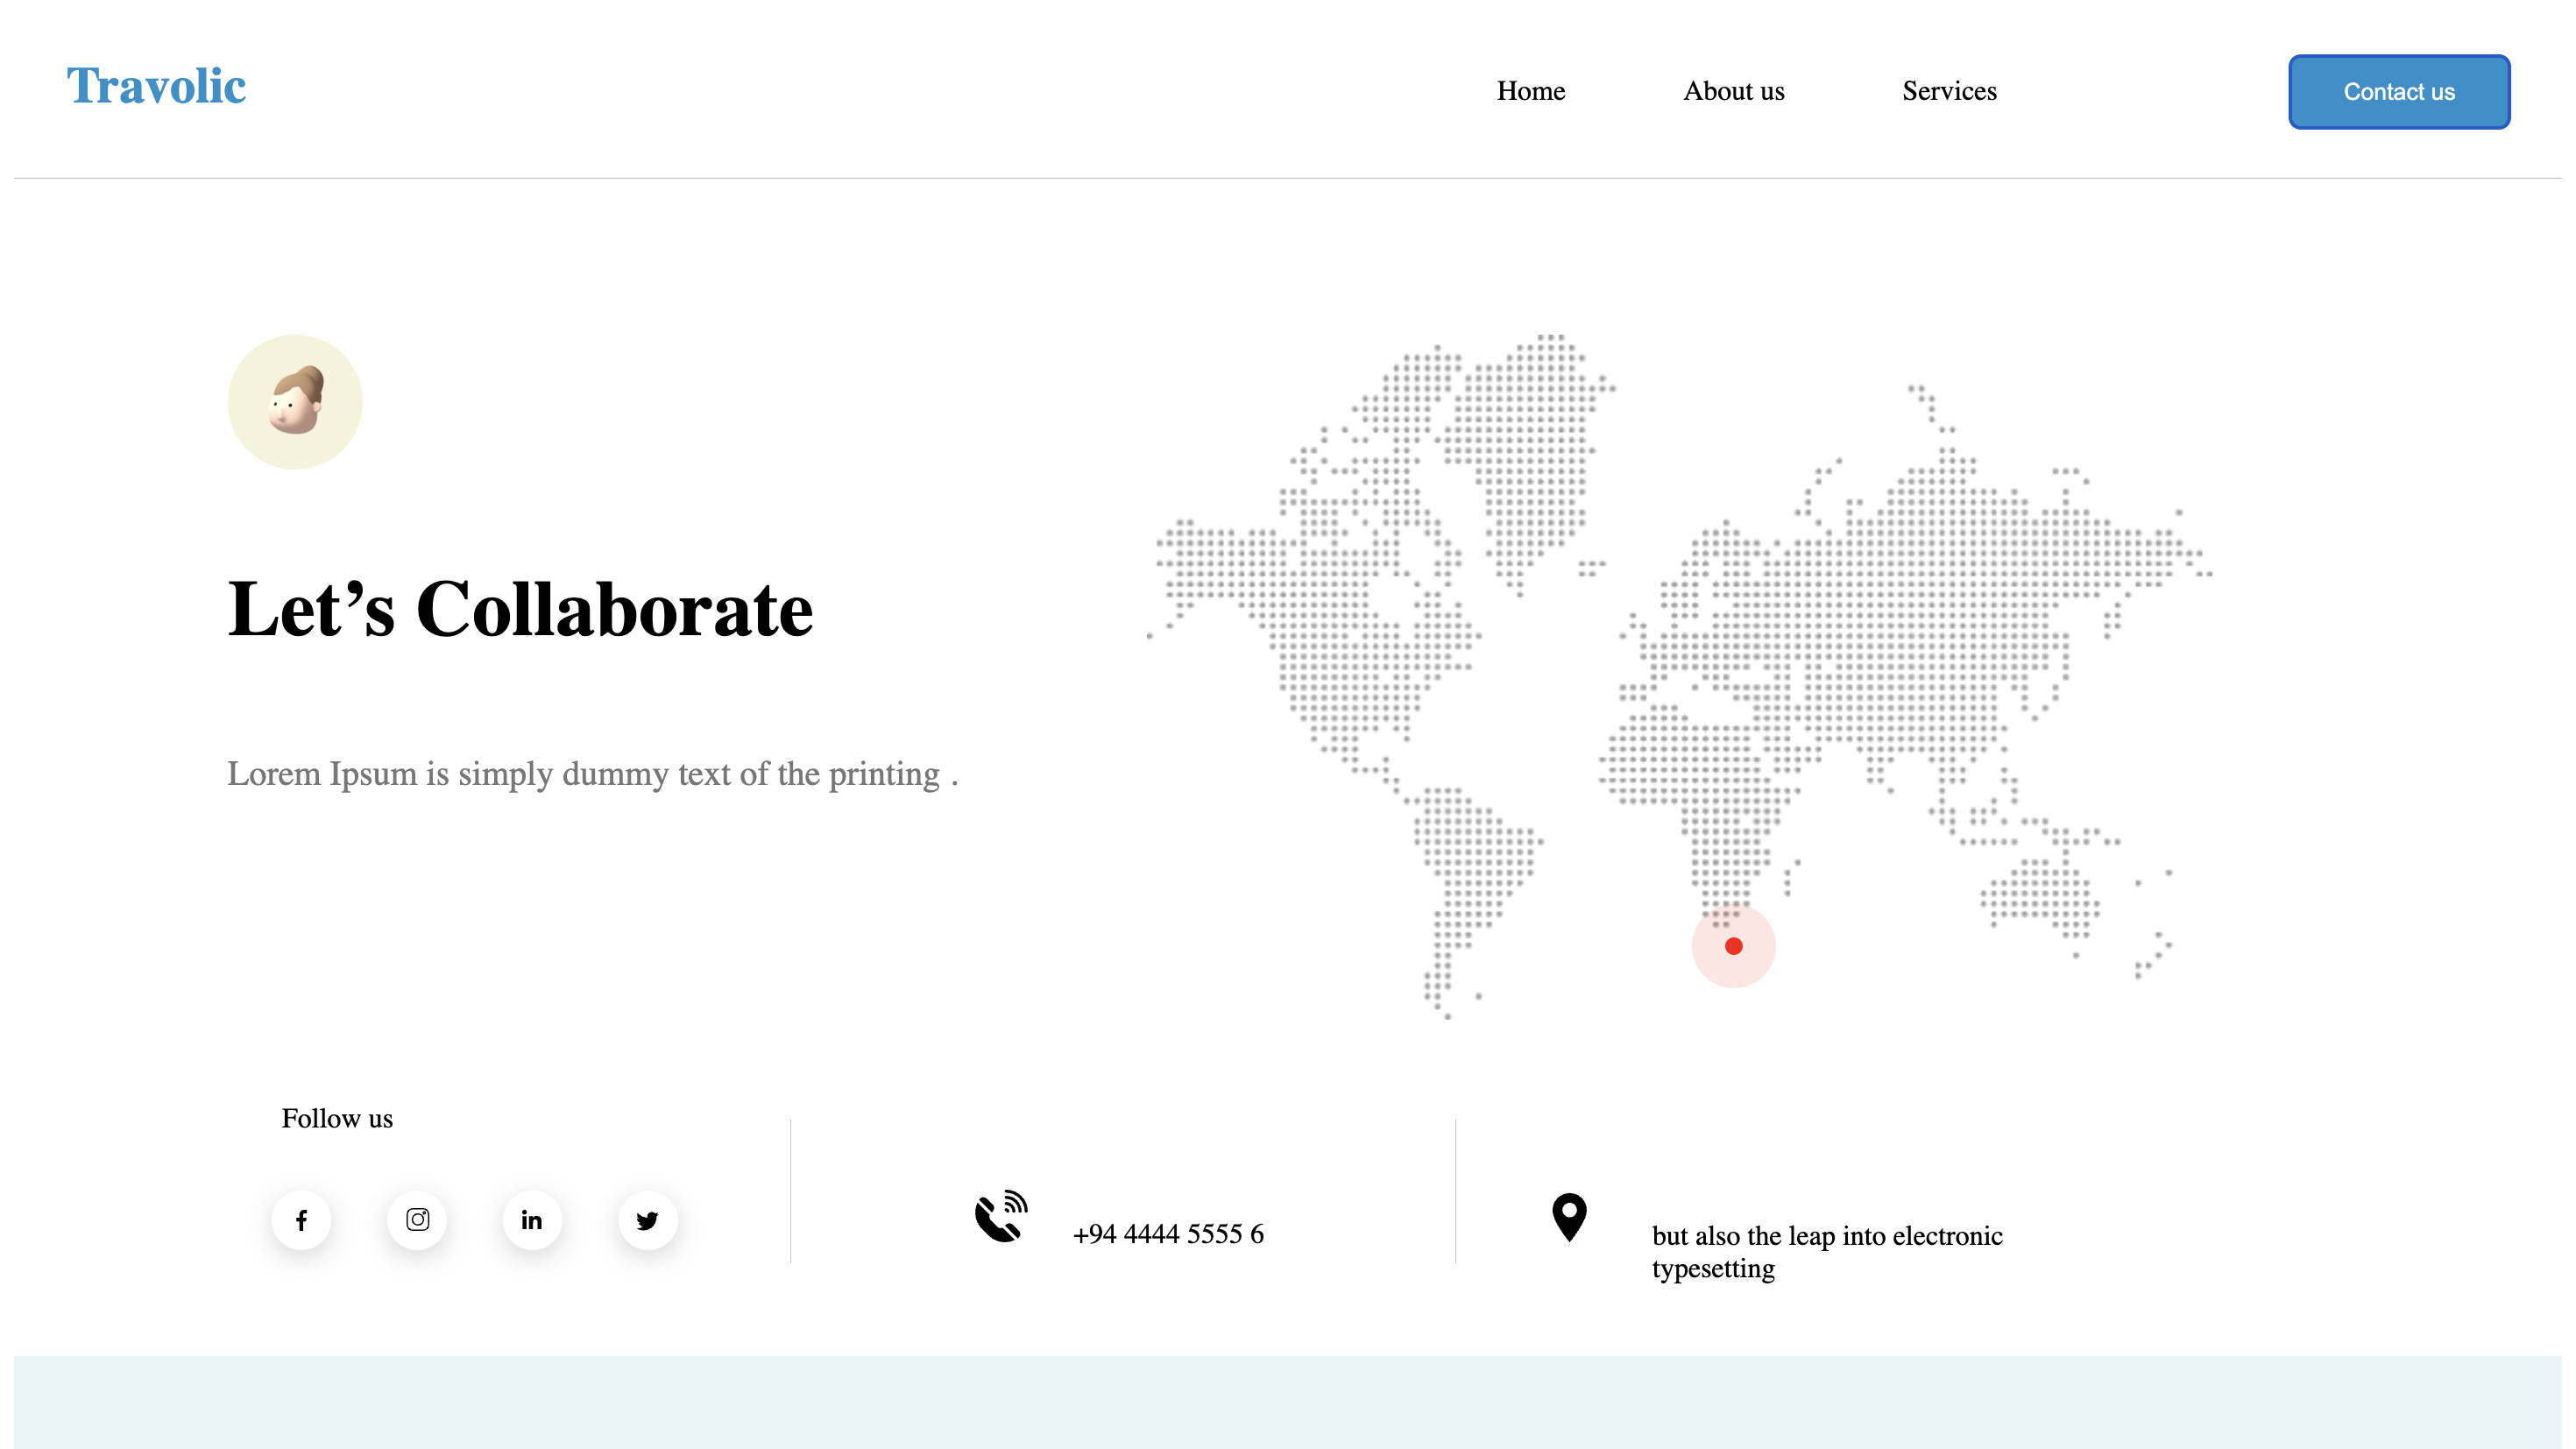 Travolic
Home
About us
Services
Contact us
Let’s Collaborate
Lorem Ipsum is simply dummy text of the printing .
Follow us
+94 4444 5555 6
but also the leap into electronic
typesetting